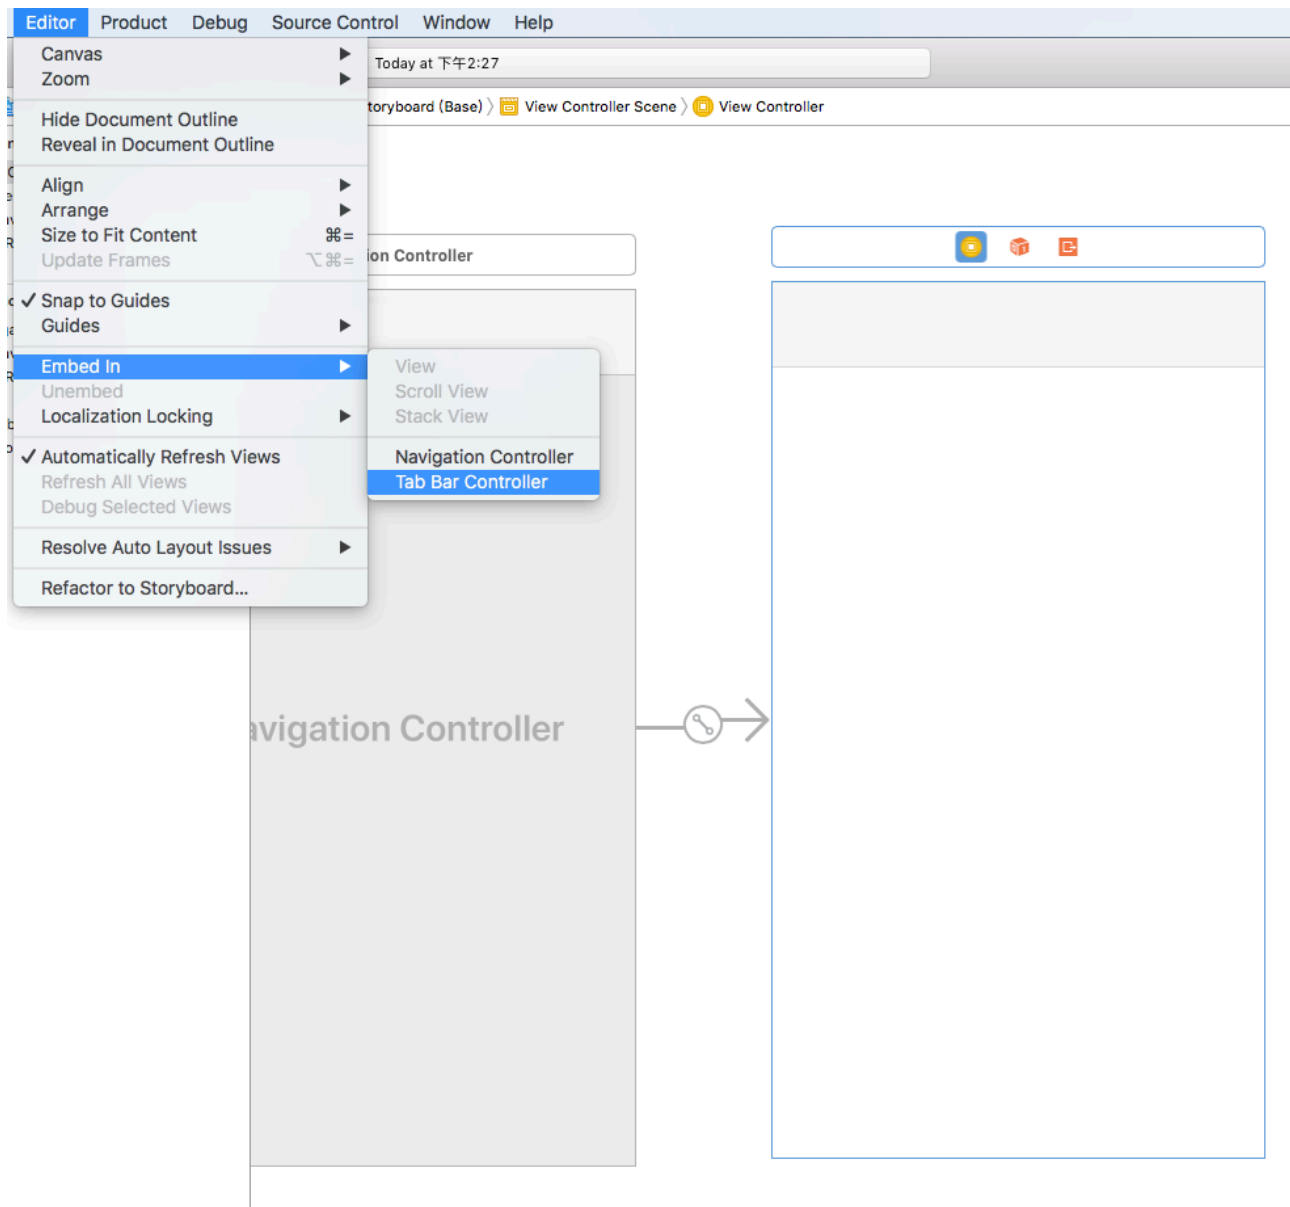 Editor Product Debug Source Control Window Help
Canvas
Zoom
Today at 下午2:27
Hide Document Outline
Reveal in Document Outline
toryboard (Base) View Controller Scene View Controller
Align
Arrange
Size to Fit Content ⌘=
Update Frames ⌥⌘=
ion Controller
Snap to Guides
Guides
Embed In
Unembed
Localization Locking
View
Scroll View
Stack View
Navigation Controller
Tab Bar Controller
Automatically Refresh Views
Refresh All Views
Debug Selected Views
Resolve Auto Layout Issues
Refactor to Storyboard...
avigation Controller